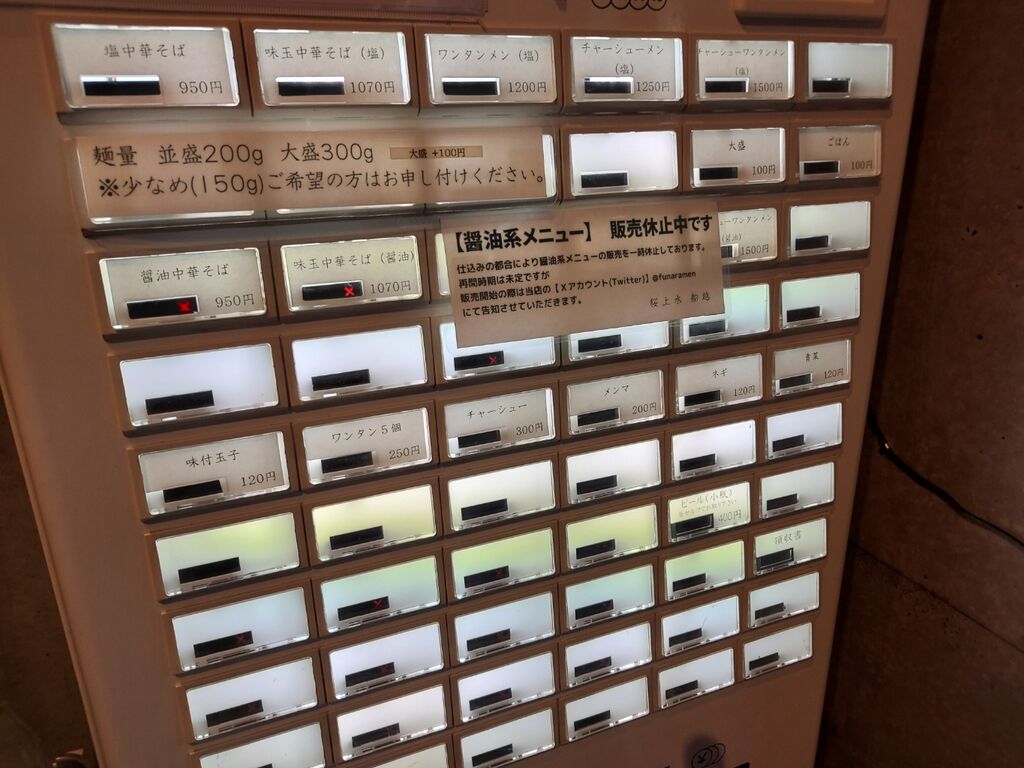 塩中華そば 950円
味玉中華そば（塩） 1070円
ワンタンメン（塩） 1200円
チャーシューメン
（塩） 1250円
チャーシューワンタンメン
（塩） 1500円
麺量 並盛200g 大盛300g 大盛 +100円
※少なめ(150g)ご希望の方はお申し付けください。
大盛 100円
ごはん 100円
醤油中華そば 950円
味玉中華そば（醤油） 1070円
【醤油系メニュー】 販売休止中です
仕込みの都合により醤油系メニューの販売を一時休止しております。
再開時期は未定ですが
販売開始の際は当店の【Xアカウント(Twitter)】@funaramen
にて告知させていただきます。
桜上水 船越
ューワンタンメン
（醤油） 1500円
味付玉子 120円
ワンタン5個 250円
チャーシュー 300円
メンマ 200円
ネギ 120円
青菜 120円
ビール(小瓶)
400円
領収書